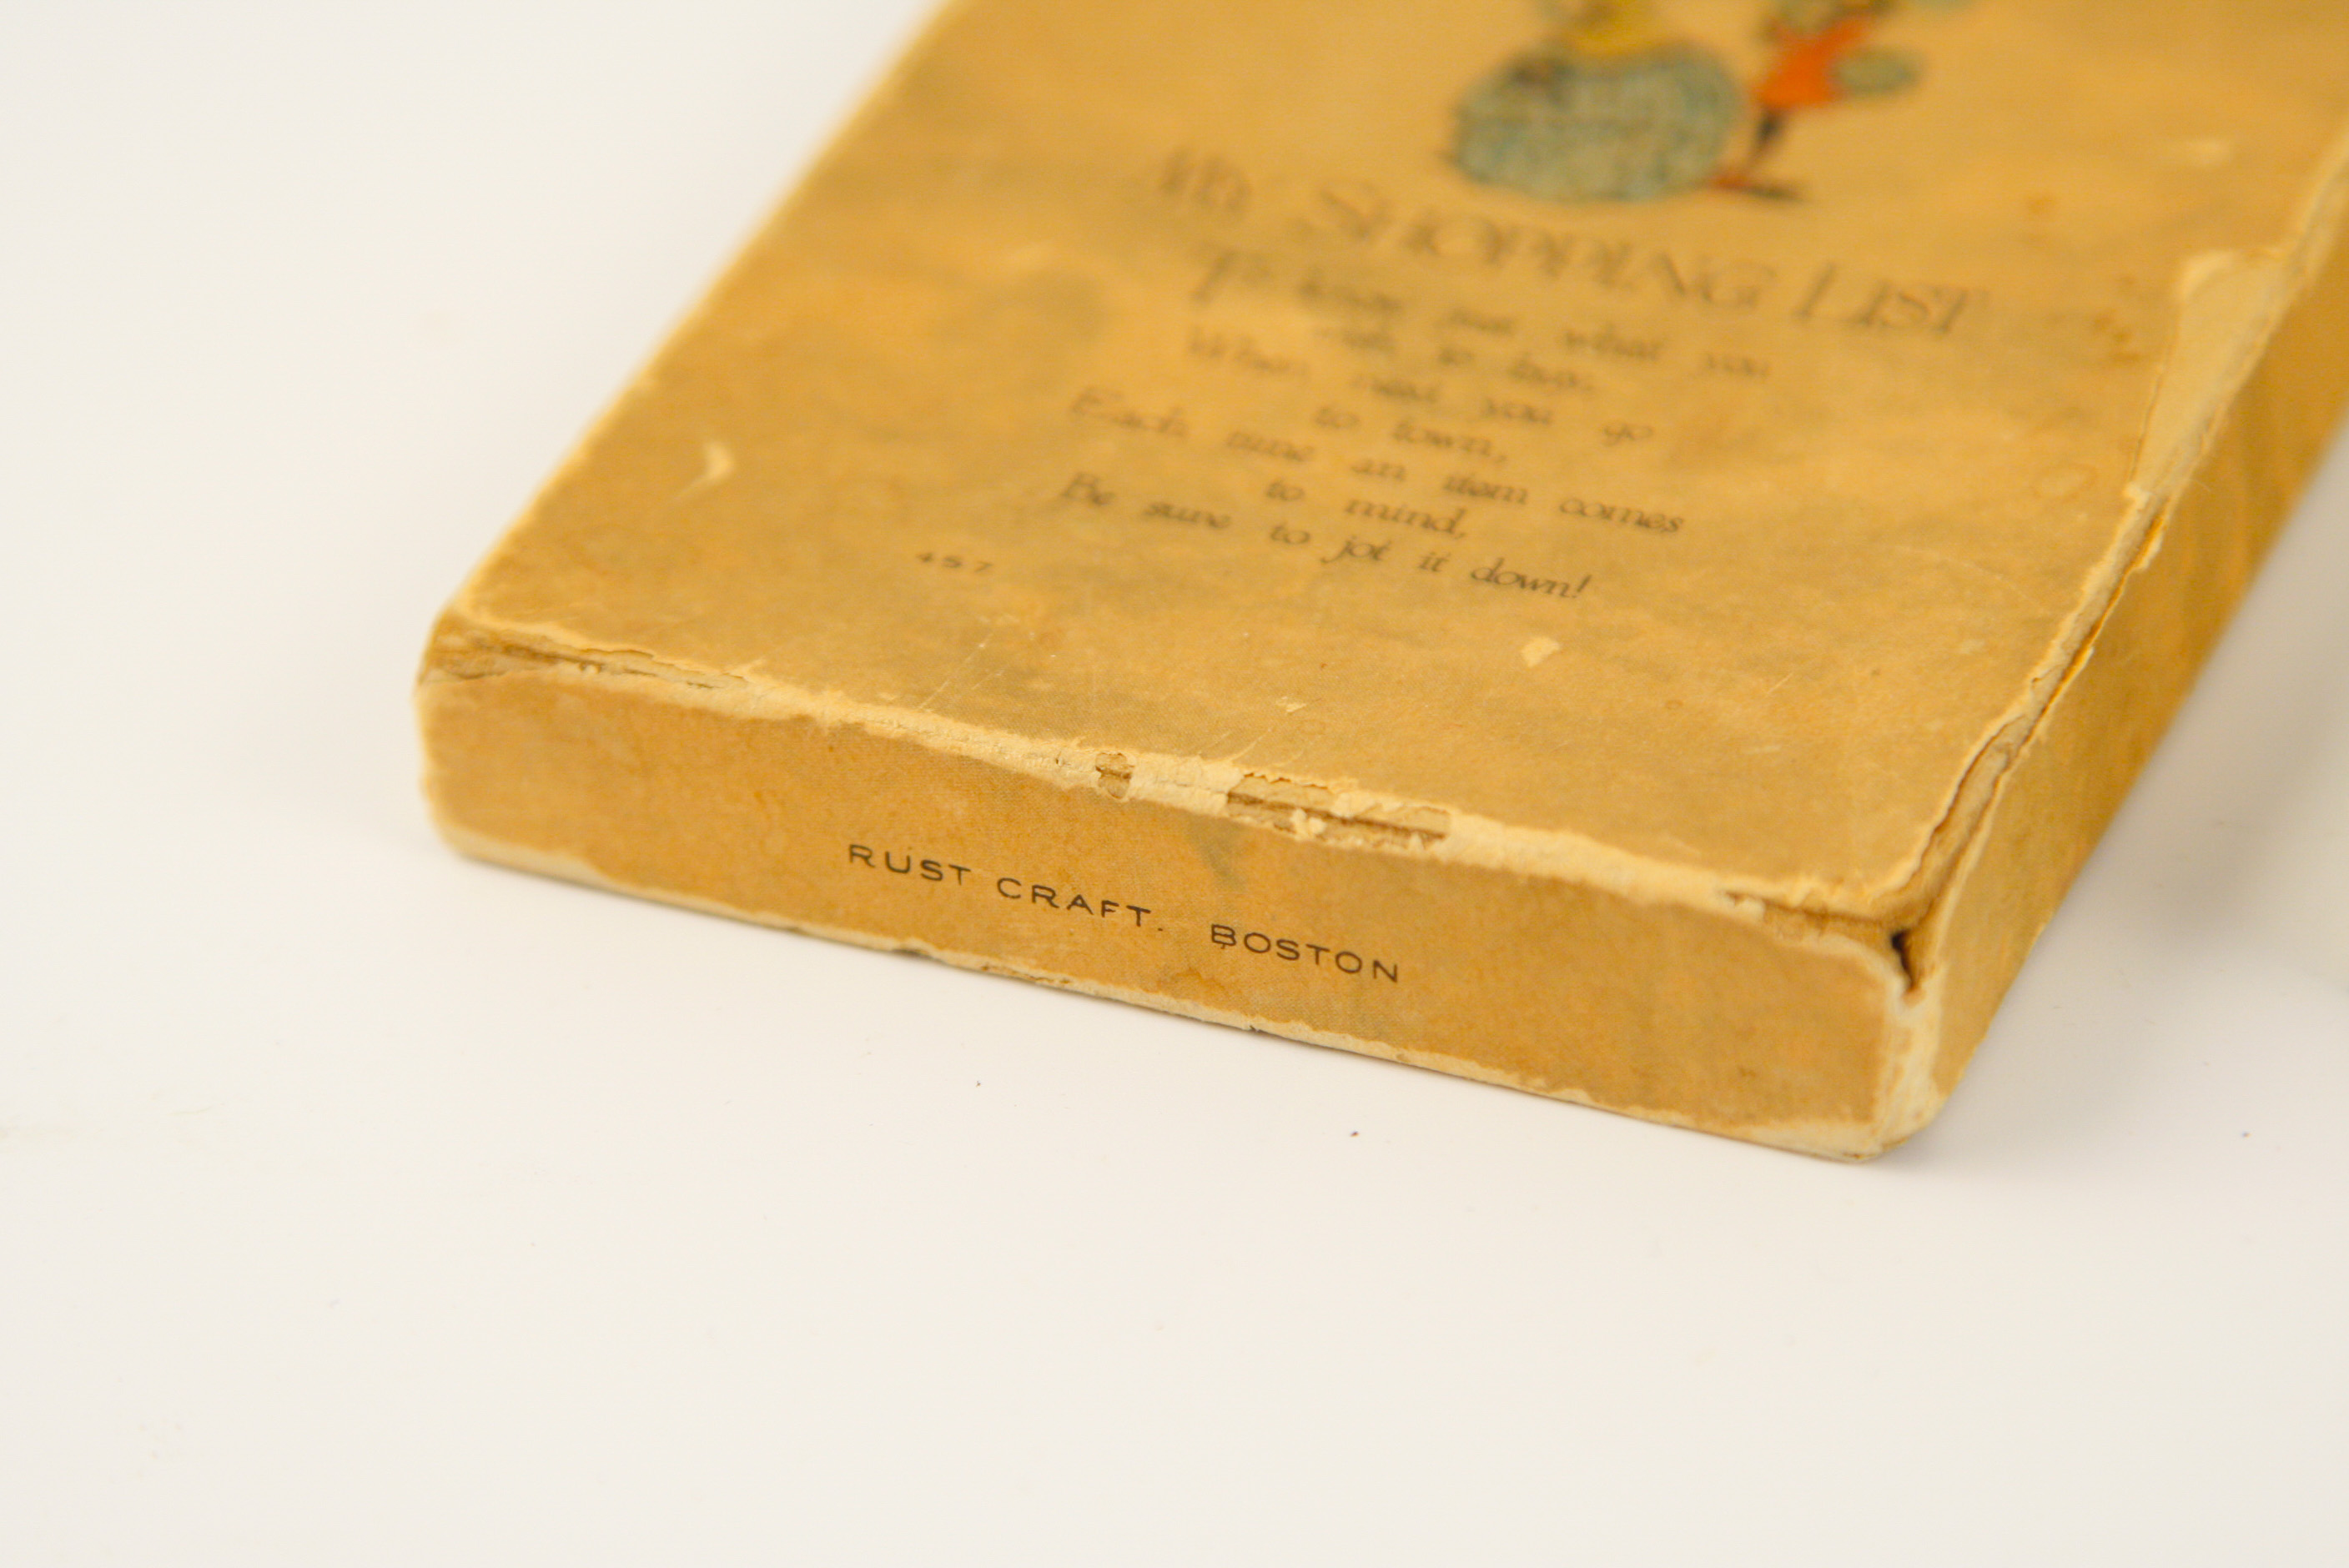 My SHOPPING LIST
To know just what you
wish to buy,
When next you go
to town,
Each time an item comes
to mind,
Be sure to jot it down!
457
RUST CRAFT. BOSTON